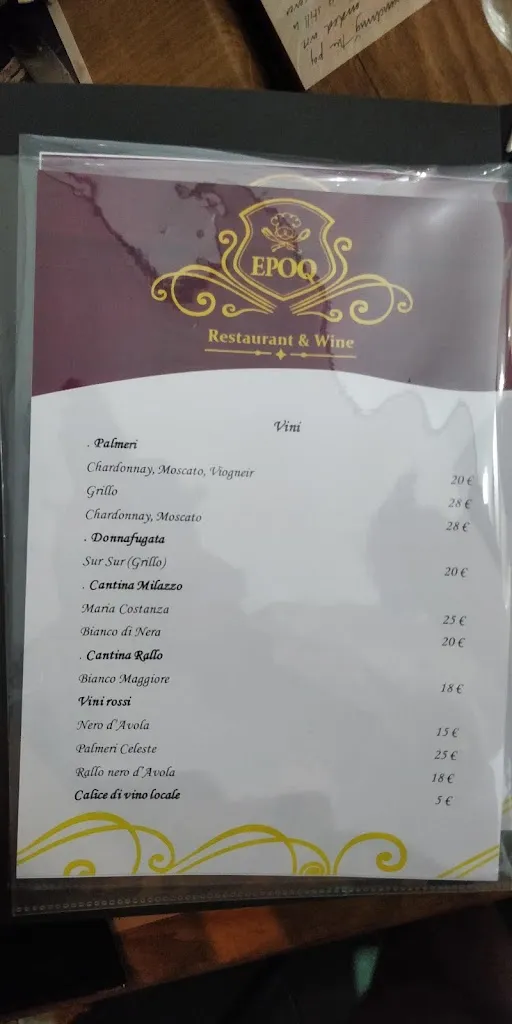 EPOQ
Restaurant & Wine
Vini
. Palmeri
Chardonnay, Moscato, Viogneir 20 €
Grillo 28 €
Chardonnay, Moscato 28 €
. Donnafugata
Sur Sur (Grillo) 20 €
. Cantina Milazzo
Maria Costanza 25 €
Bianco di Nera 20 €
. Cantina Rallo
Bianco Maggiore 18 €
Vini rossi
Nero d'Avola 15 €
Palmeri Celeste 25 €
Rallo nero d'Avola 18 €
Calice di vino locale 5 €